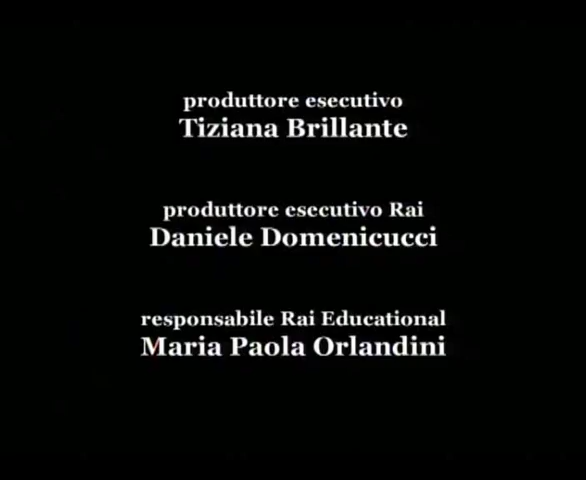 produttore esecutivo
Tiziana Brillante
produttore esecutivo Rai
Daniele Domenicucci
responsabile Rai Educational
Maria Paola Orlandini